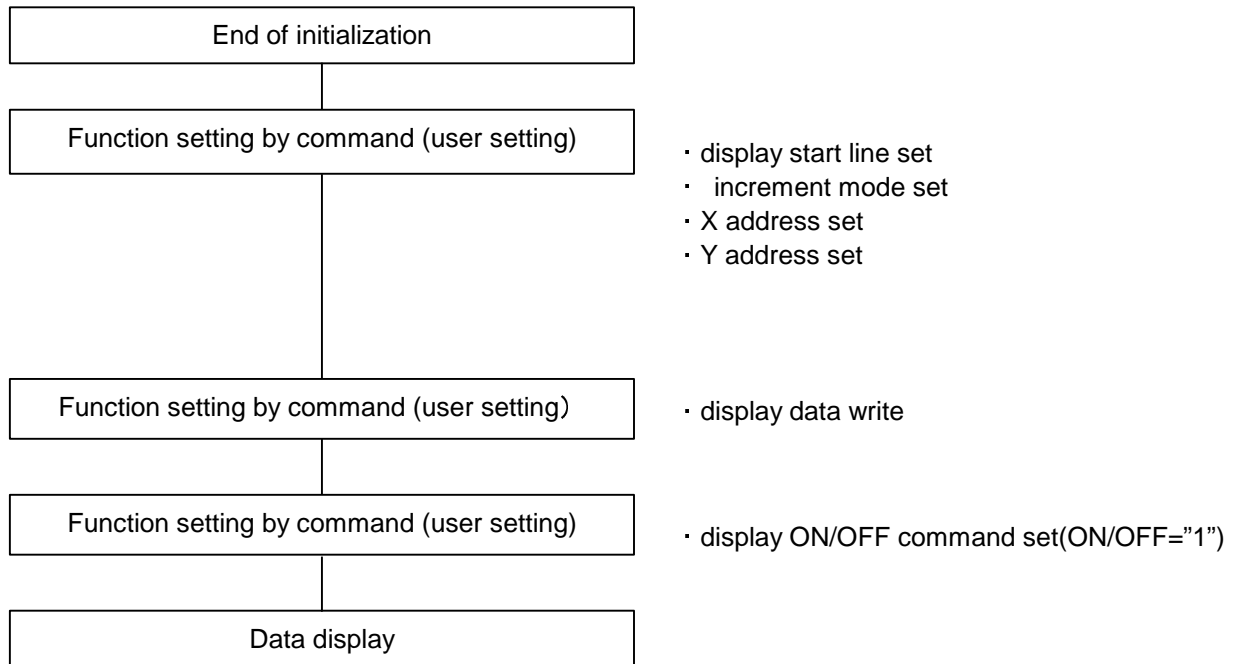 End of initialization
Function setting by command (user setting)
・display start line set
・ increment mode set
・X address set
・Y address set
Function setting by command (user setting）
・display data write
Function setting by command (user setting)
・display ON/OFF command set(ON/OFF=”1”)
Data display